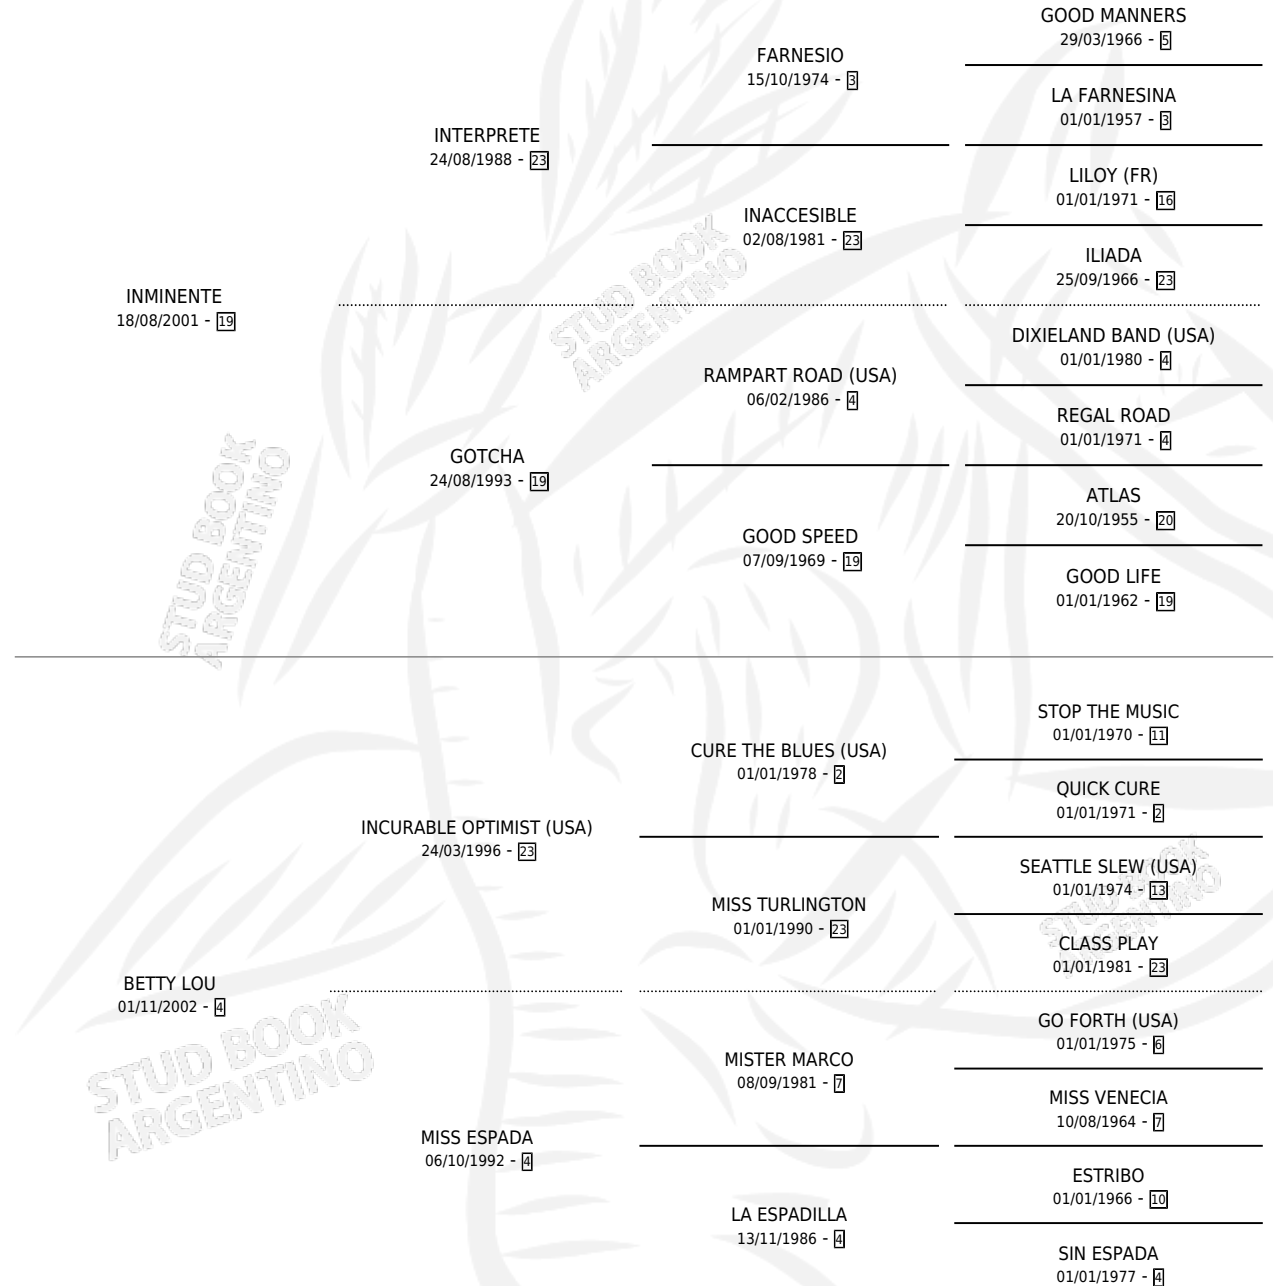 GOOD MANNERS
29/03/1966 - 5
FARNESIO
15/10/1974 - 3
LA FARNESINA
01/01/1957 - 3
INTERPRETE
24/08/1988 - 23
LILOY (FR)
01/01/1971 - 16
INACCESIBLE
02/08/1981 - 23
ILIADA
25/09/1966 - 23
INMINENTE
18/08/2001 - 19
DIXIELAND BAND (USA)
01/01/1980 - 4
RAMPART ROAD (USA)
06/02/1986 - 4
REGAL ROAD
01/01/1971 - 4
GOTCHA
24/08/1993 - 19
ATLAS
20/10/1955 - 20
GOOD SPEED
07/09/1969 - 19
GOOD LIFE
01/01/1962 - 19
STUD BOOK
ARGENTINO
STUD BOOK
ARGENTINO
STOP THE MUSIC
01/01/1970 - 11
CURE THE BLUES (USA)
01/01/1978 - 2
QUICK CURE
01/01/1971 - 2
INCURABLE OPTIMIST (USA)
24/03/1996 - 23
SEATTLE SLEW (USA)
01/01/1974 - 13
MISS TURLINGTON
01/01/1990 - 23
CLASS PLAY
01/01/1981 - 23
BETTY LOU
01/11/2002 - 4
GO FORTH (USA)
01/01/1975 - 6
MISTER MARCO
08/09/1981 - 7
MISS VENECIA
10/08/1964 - 7
MISS ESPADA
06/10/1992 - 4
ESTRIBO
01/01/1966 - 10
LA ESPADILLA
13/11/1986 - 4
SIN ESPADA
01/01/1977 - 4
STUD BOOK
ARGENTINO
STUD BOOK
ARGENTINO